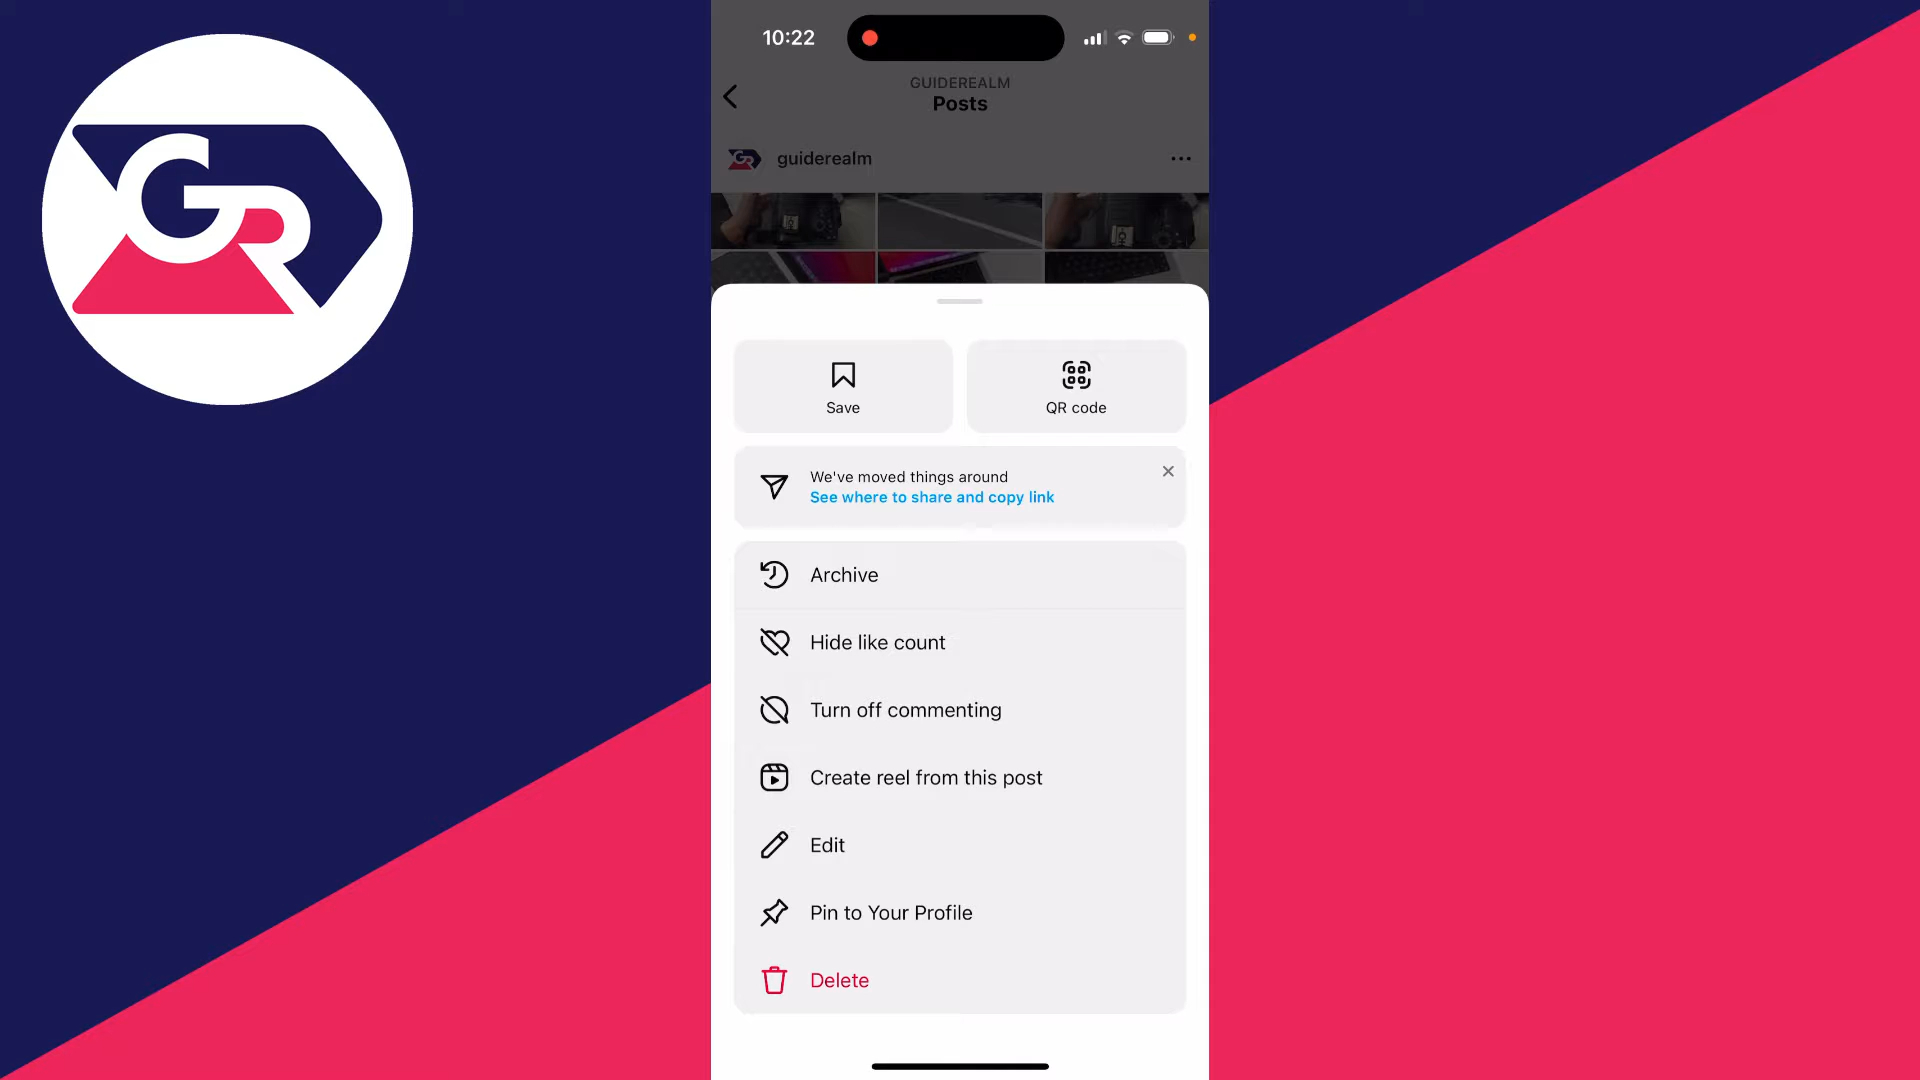 GR
10:22
GUIDEREALM
Posts
guiderealm
Save
QR code
We've moved things around
See where to share and copy link
Archive
Hide like count
Turn off commenting
Create reel from this post
Edit
Pin to Your Profile
Delete